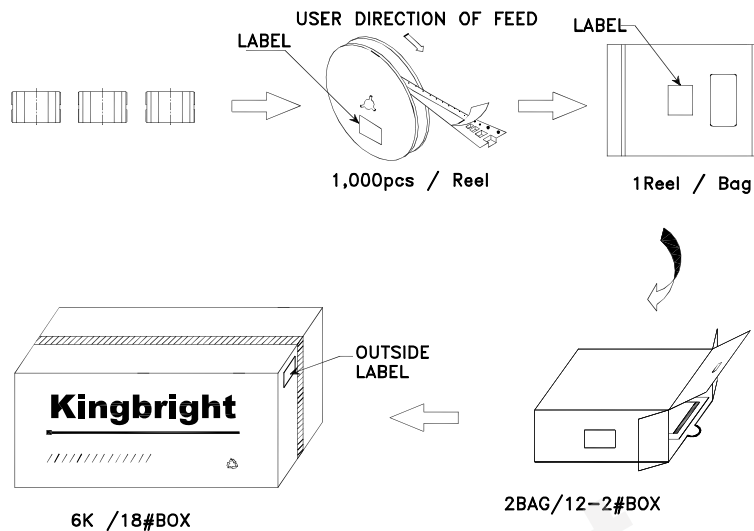 USER DIRECTION OF FEED
LABEL
LABEL
1,000pcs / Reel
1Reel / Bag
OUTSIDE
LABEL
Kingbright
6K /18#BOX
2BAG/12-2#BOX